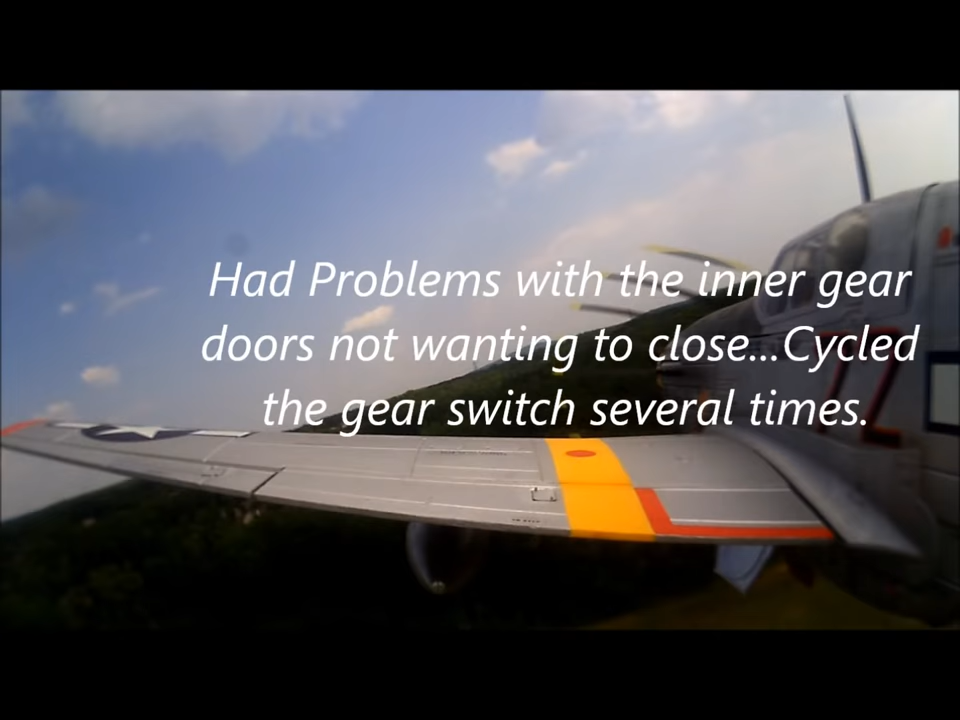 Had Problems with the inner gear
doors not wanting to close...Cycled
the gear switch several times.